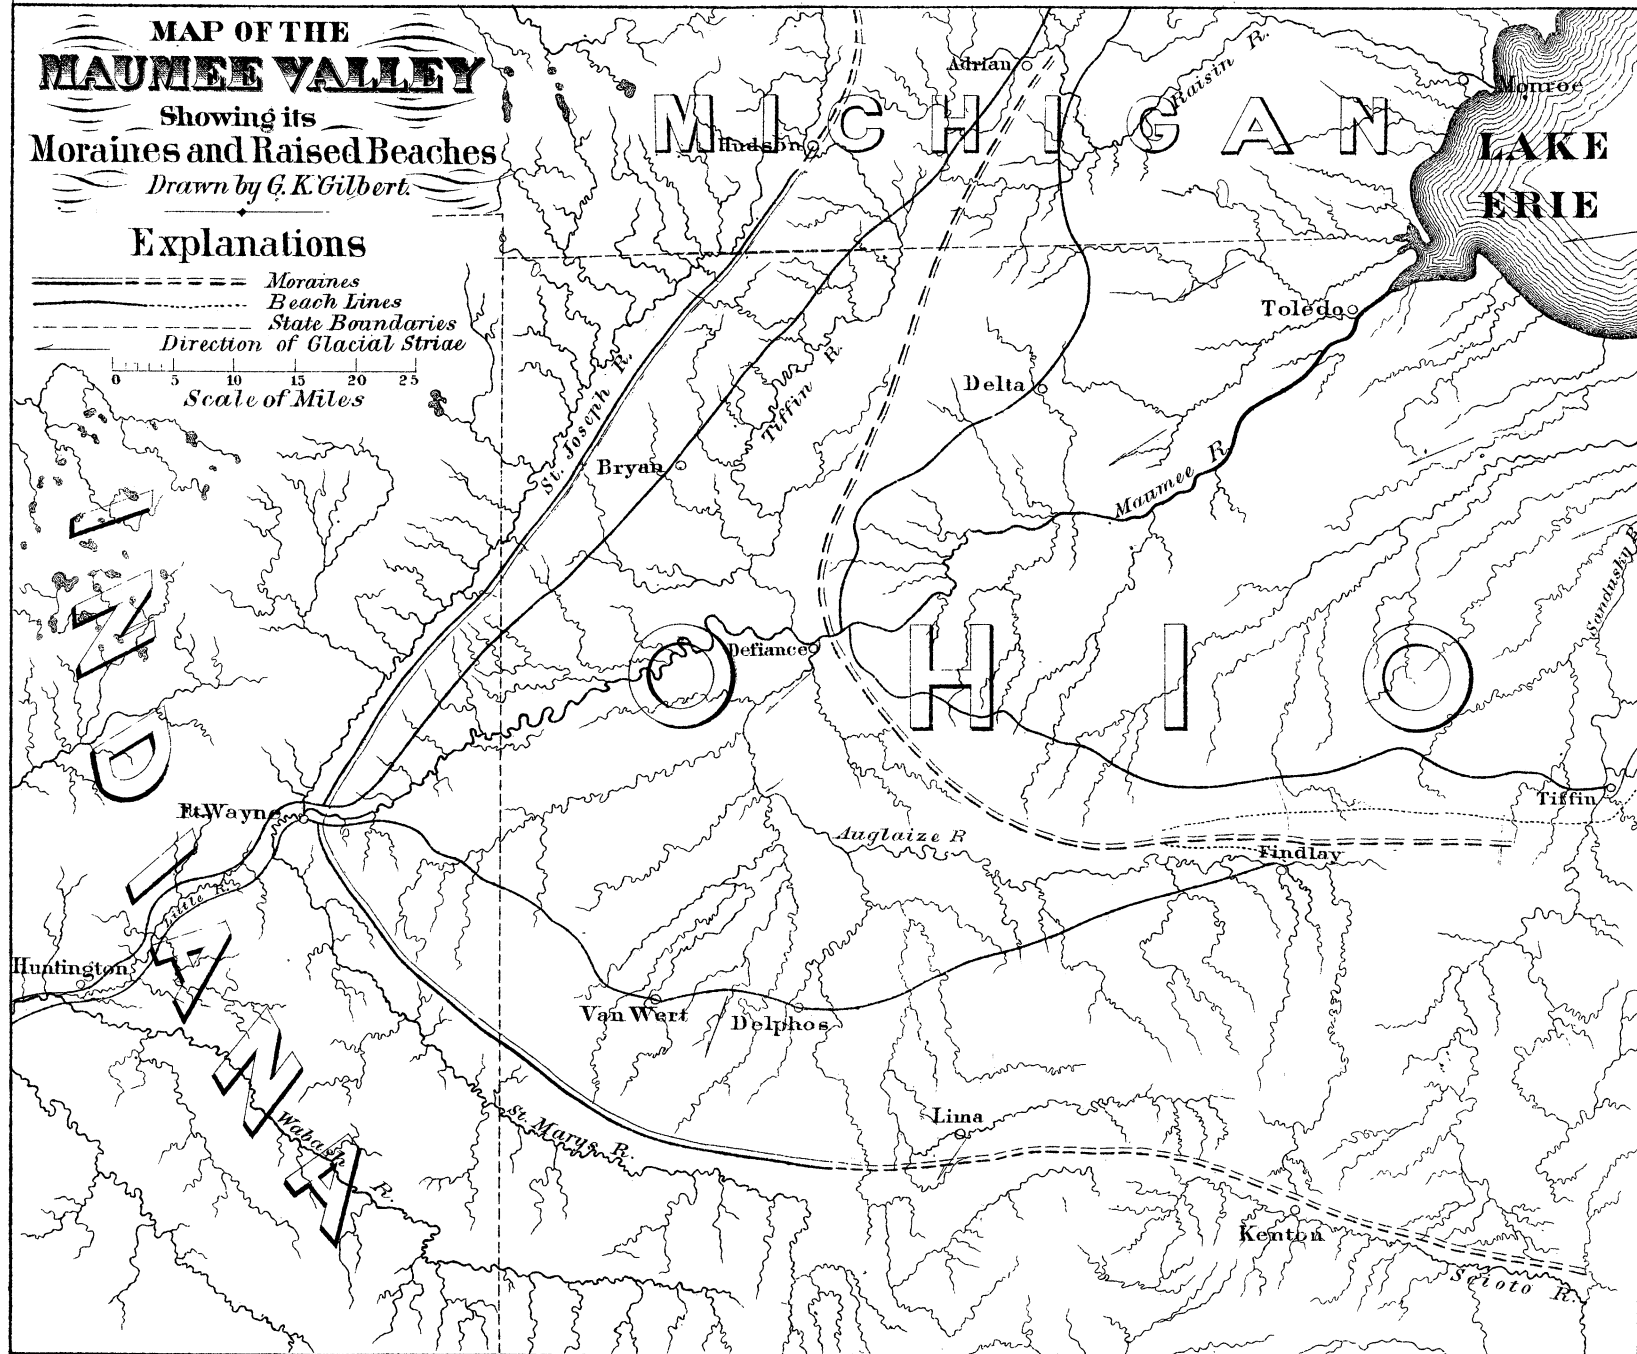 MAP OF THE
MAUMEE VALLEY
Showing its
Moraines and Raised Beaches
Drawn by G. K. Gilbert.
Explanations
Moraines
Beach Lines
State Boundaries
Direction of Glacial Striae
0 5 10 15 20 25
Scale of Miles
MICHIGAN
Adrian
Raisin R.
Monroe
Hudson
LAKE
ERIE
Toledo
St. Joseph R.
Tiffin R.
Delta
Bryan
Maumee R.
Sandusky R.
INDIANA
OHIO
Defiance
Tiffin
Ft. Wayne
Auglaize R
Findlay
Little R.
Huntington
Van Wert
Delphos
Lima
St. Marys R.
Wabash R.
Kenton
Scioto R.